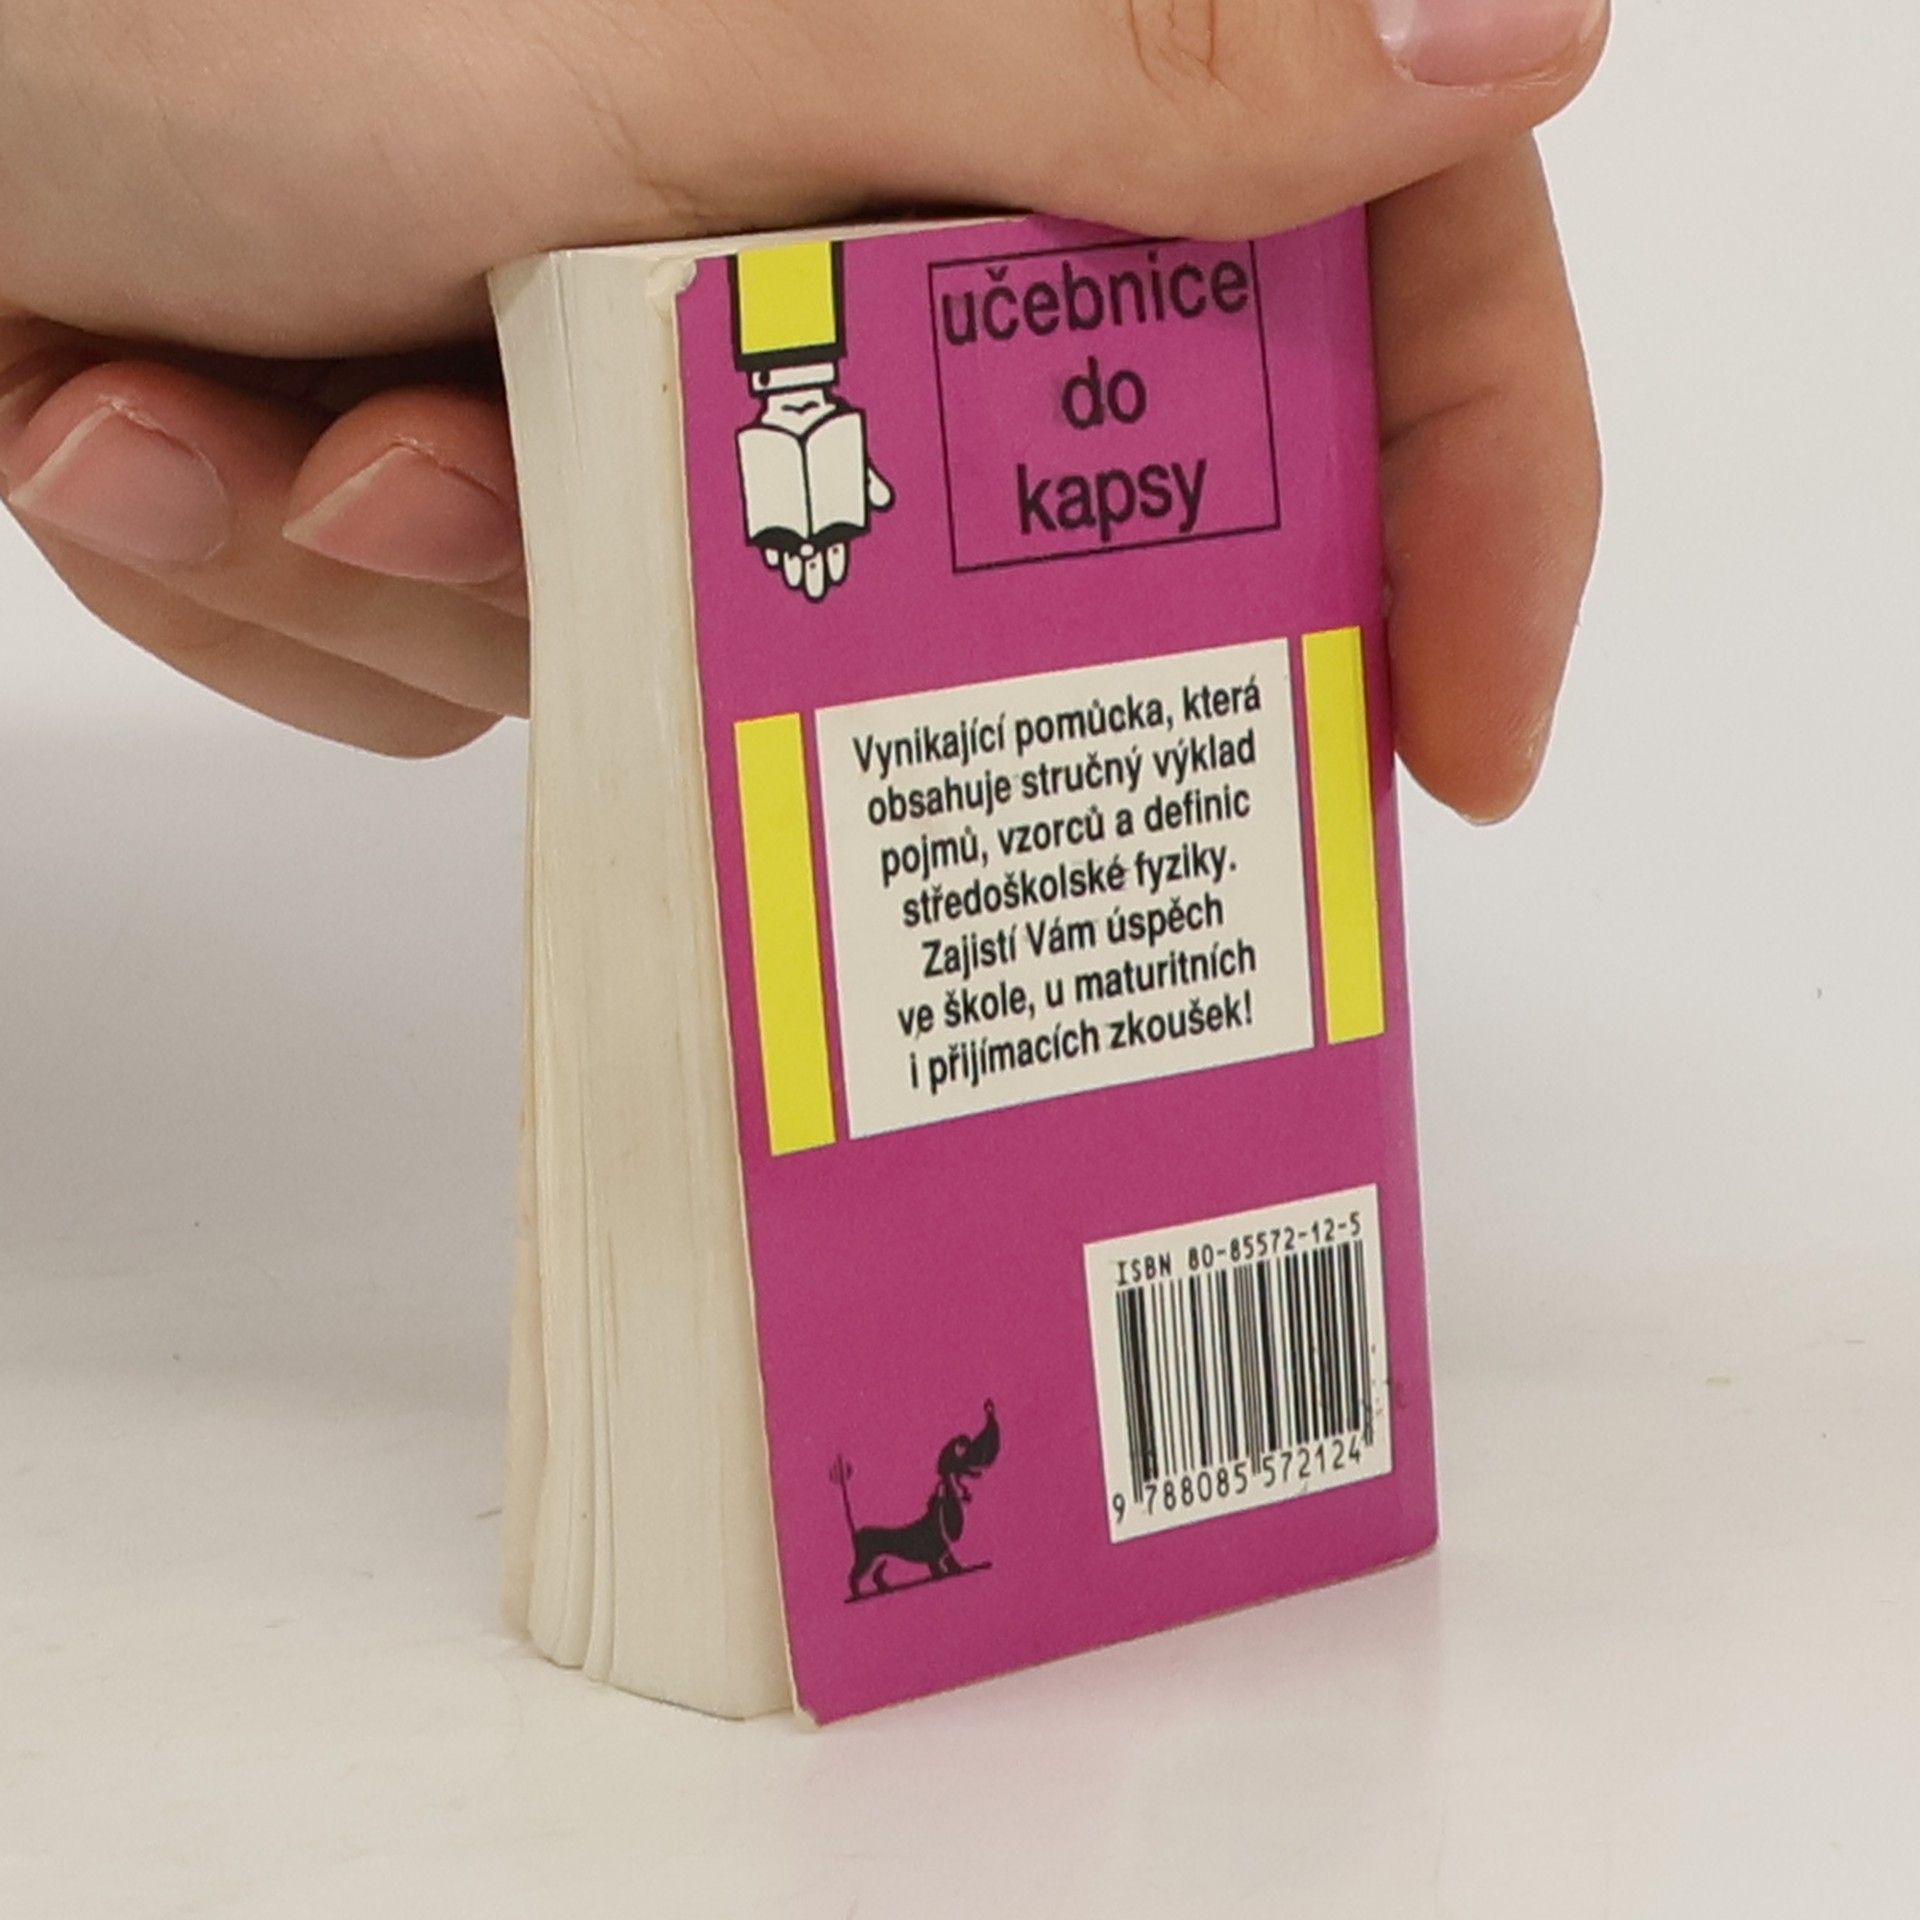 učebnice
do
kapsy
Vynikající pomůcka, která
obsahuje stručný výklad
pojmů, vzorců a definic
středoškolské fyziky.
Zajistí Vám úspěch
ve škole, u maturitních
i přijímacích zkoušek!
ISBN 80-85572-12-5
9 788085 572124